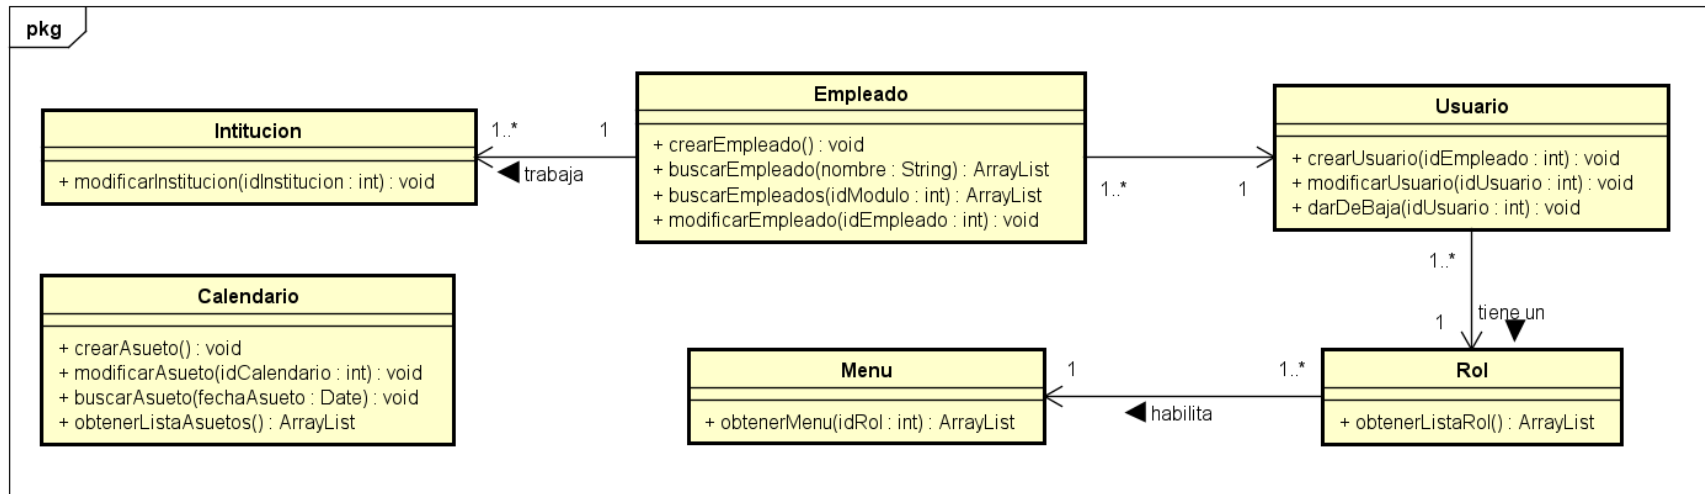 pkg
Intitucion
+ modificarInstitucion(idInstitucion : int) : void
1..*
1
trabaja
Empleado
+ crearEmpleado() : void
+ buscarEmpleado(nombre : String) : ArrayList
+ buscarEmpleados(idModulo : int) : ArrayList
+ modificarEmpleado(idEmpleado : int) : void
1..*
1
Usuario
+ crearUsuario(idEmpleado : int) : void
+ modificarUsuario(idUsuario : int) : void
+ darDeBaja(idUsuario : int) : void
1..*
1
tiene un
Calendario
+ crearAsueto() : void
+ modificarAsueto(idCalendario : int) : void
+ buscarAsueto(fechaAsueto : Date) : void
+ obtenerListaAsuetos() : ArrayList
Menu
+ obtenerMenu(idRol : int) : ArrayList
1
1..*
habilita
Rol
+ obtenerListaRol() : ArrayList